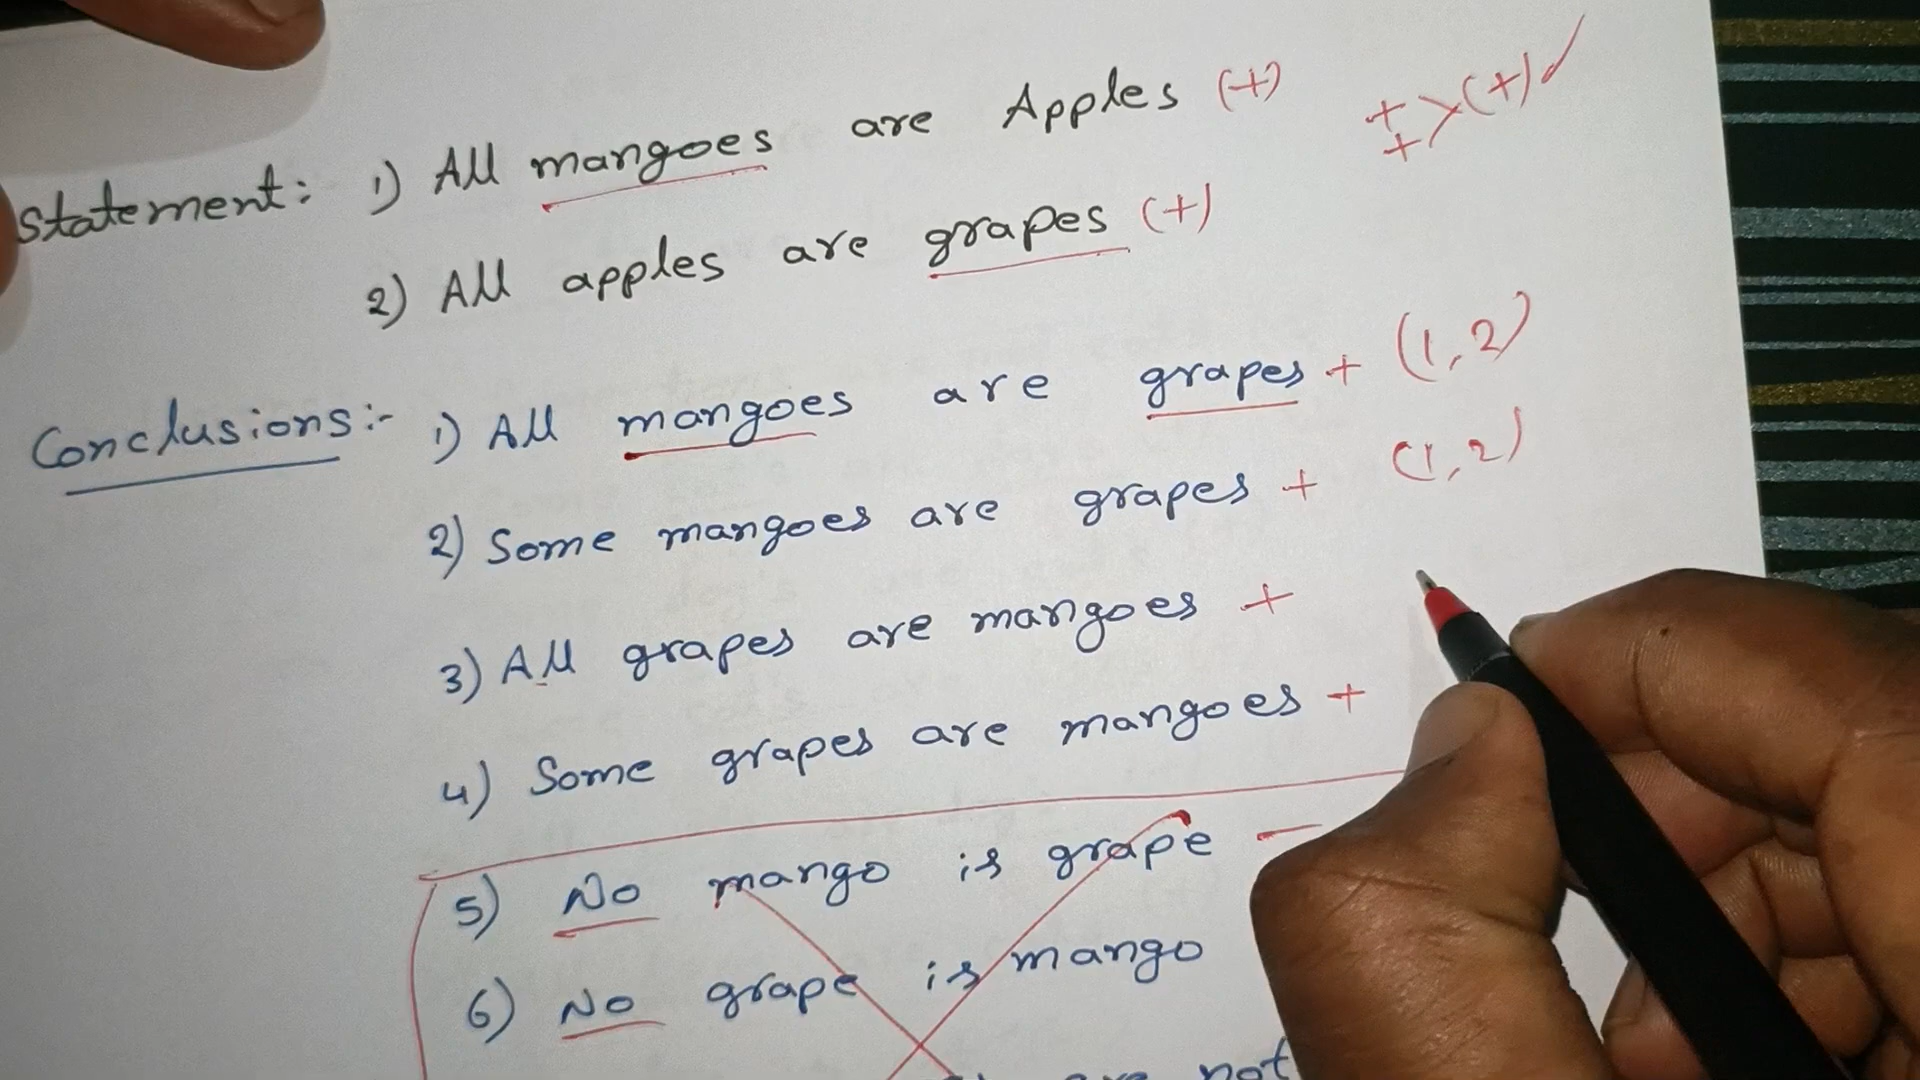 Statement: 1) All mangoes are Apples (+)
+ + > (+) ✓
2) All apples are grapes (+)
Conclusions:- 1) All mangoes are grapes + (1,2)
2) Some mangoes are grapes + (1,2)
3) All grapes are mangoes +
4) Some grapes are mangoes +
5) No mango is grape -
6) No grape is mango
are not